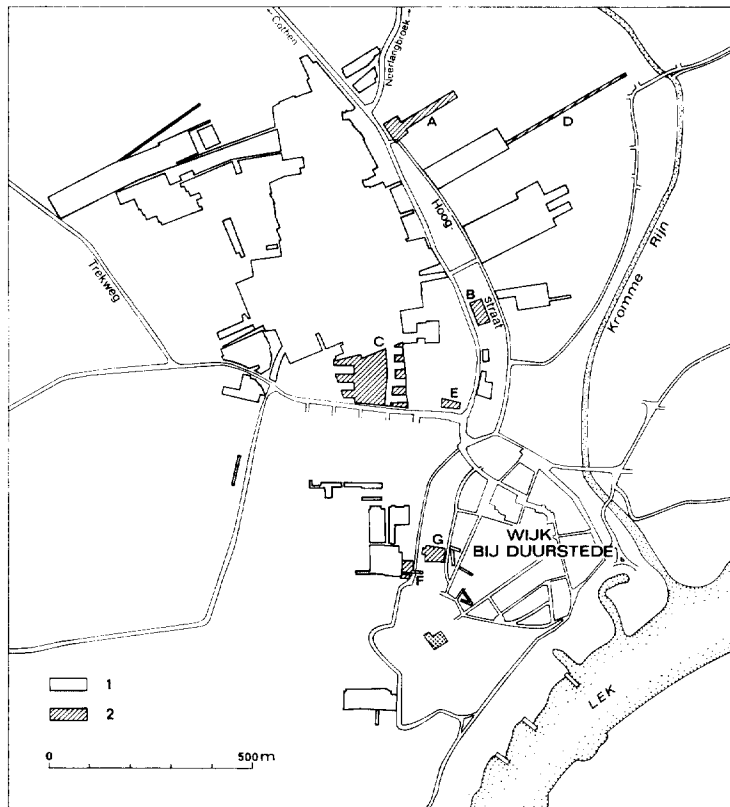 Cothen
Neerlangbroek
A
D
Hoog-
straat
Kromme Rijn
Trekweg
B
C
E
WIJK
BIJ DUURSTEDE
G
F
LEK
1
2
0 500m